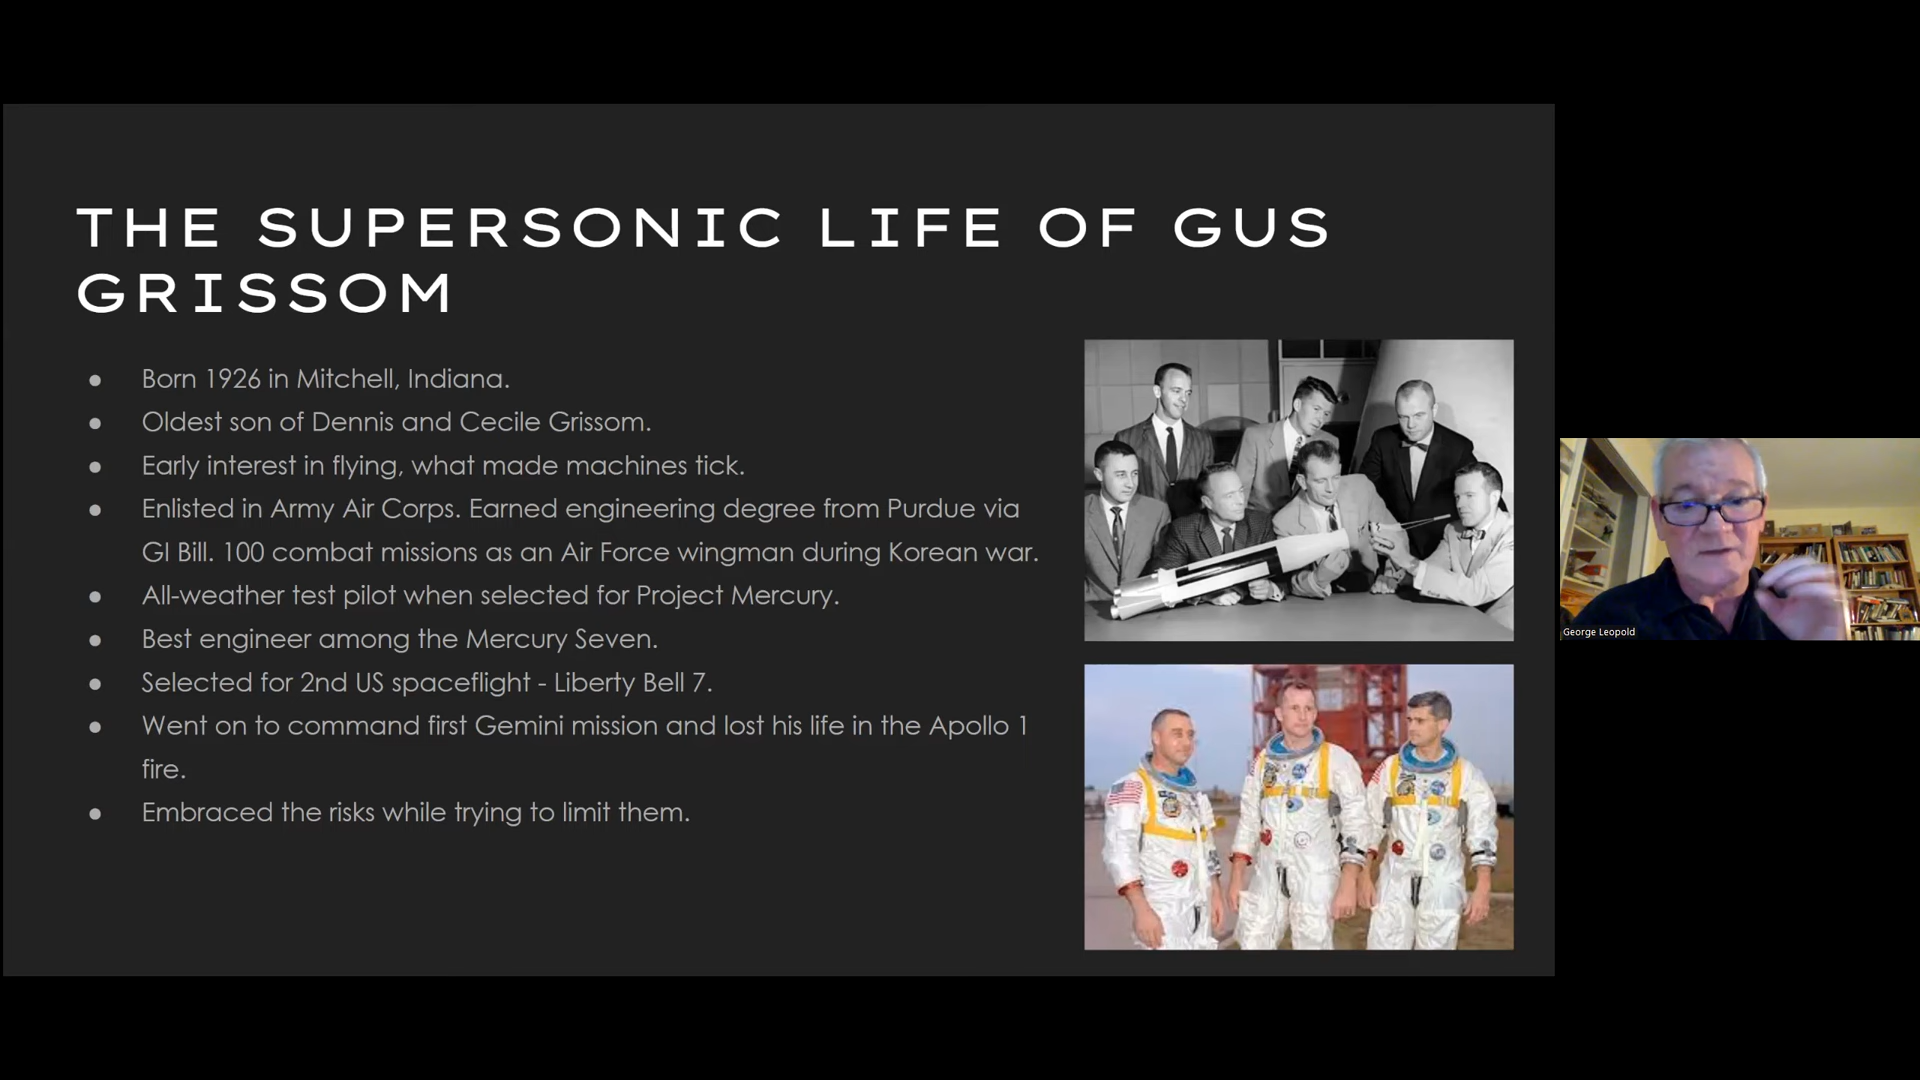 THE SUPERSONIC LIFE OF GUS
GRISSOM
● Born 1926 in Mitchell, Indiana.
● Oldest son of Dennis and Cecile Grissom.
● Early interest in flying, what made machines tick.
● Enlisted in Army Air Corps. Earned engineering degree from Purdue via
GI Bill. 100 combat missions as an Air Force wingman during Korean war.
● All-weather test pilot when selected for Project Mercury.
● Best engineer among the Mercury Seven.
● Selected for 2nd US spaceflight - Liberty Bell 7.
● Went on to command first Gemini mission and lost his life in the Apollo 1
fire.
● Embraced the risks while trying to limit them.
George Leopold